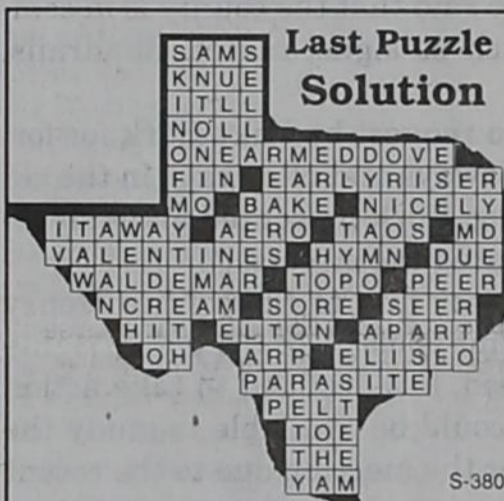 Last Puzzle
Solution
SAMS
KNUE
ITLL
NOLL
ONEARMEDDOVE
FIN EARLYRISER
MO BAKE NICELY
ITAWAY AERO TAOS MD
VALENTINES HYMN DUE
WALDEMAR TOPO PEER
NCREAM SORE SEER
HIT ELTON APART
OH ARP ELISEO
PARASITE
PELT
TOE
THE
YAM
S-380